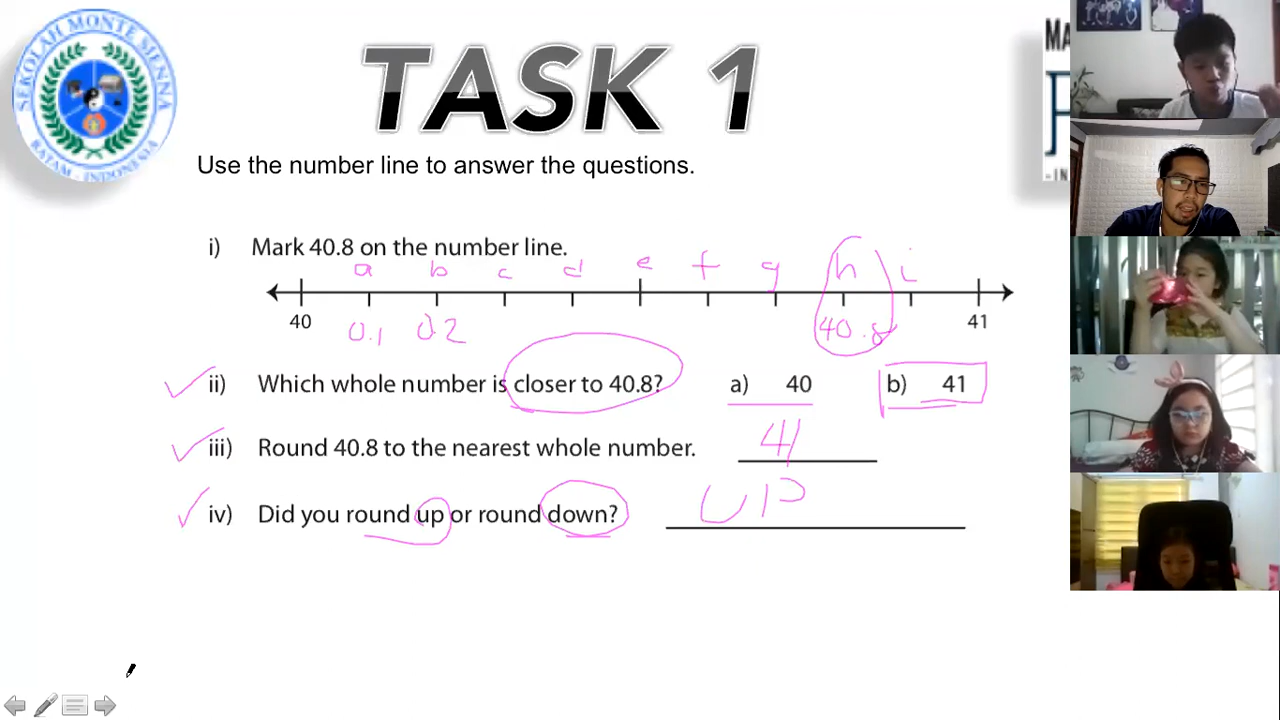 SEKOLAH MONTE SIENNA
BATAM - INDONESIA
TASK 1
MA
Use the number line to answer the questions.
i) Mark 40.8 on the number line.
a b c d e f g h i
40 0.1 0.2 40.8 41
ii) Which whole number is closer to 40.8? a) 40 b) 41
iii) Round 40.8 to the nearest whole number. 41
iv) Did you round up or round down? UP